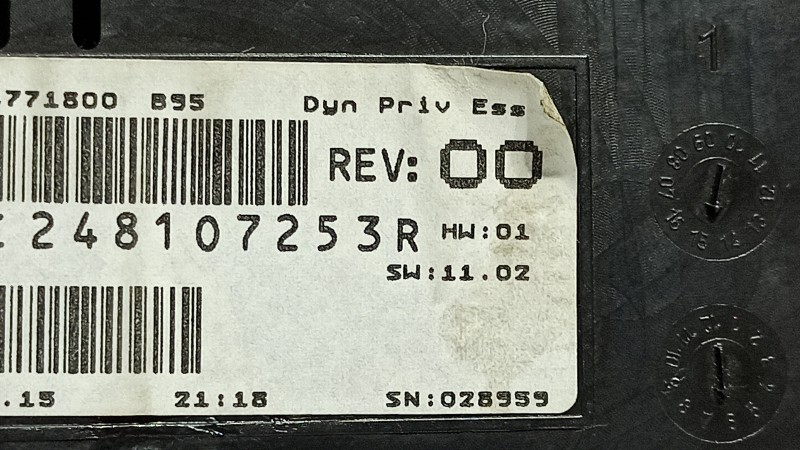 771800 B95 Dyn Priv Ess
REV: 00
248107253R HW:01
SW:11.02
.15 21:18 SN:028959
1